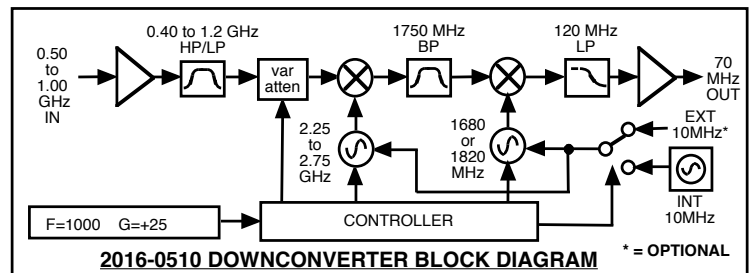 0.50
to
1.00
GHz
IN
0.40 to 1.2 GHz
HP/LP
var
atten
1750 MHz
BP
120 MHz
LP
70
MHz
OUT
2.25
to
2.75
GHz
1680
or
1820
MHz
EXT
10MHz*
INT
10MHz
F=1000 G=+25
CONTROLLER
2016-0510 DOWNCONVERTER BLOCK DIAGRAM
* = OPTIONAL